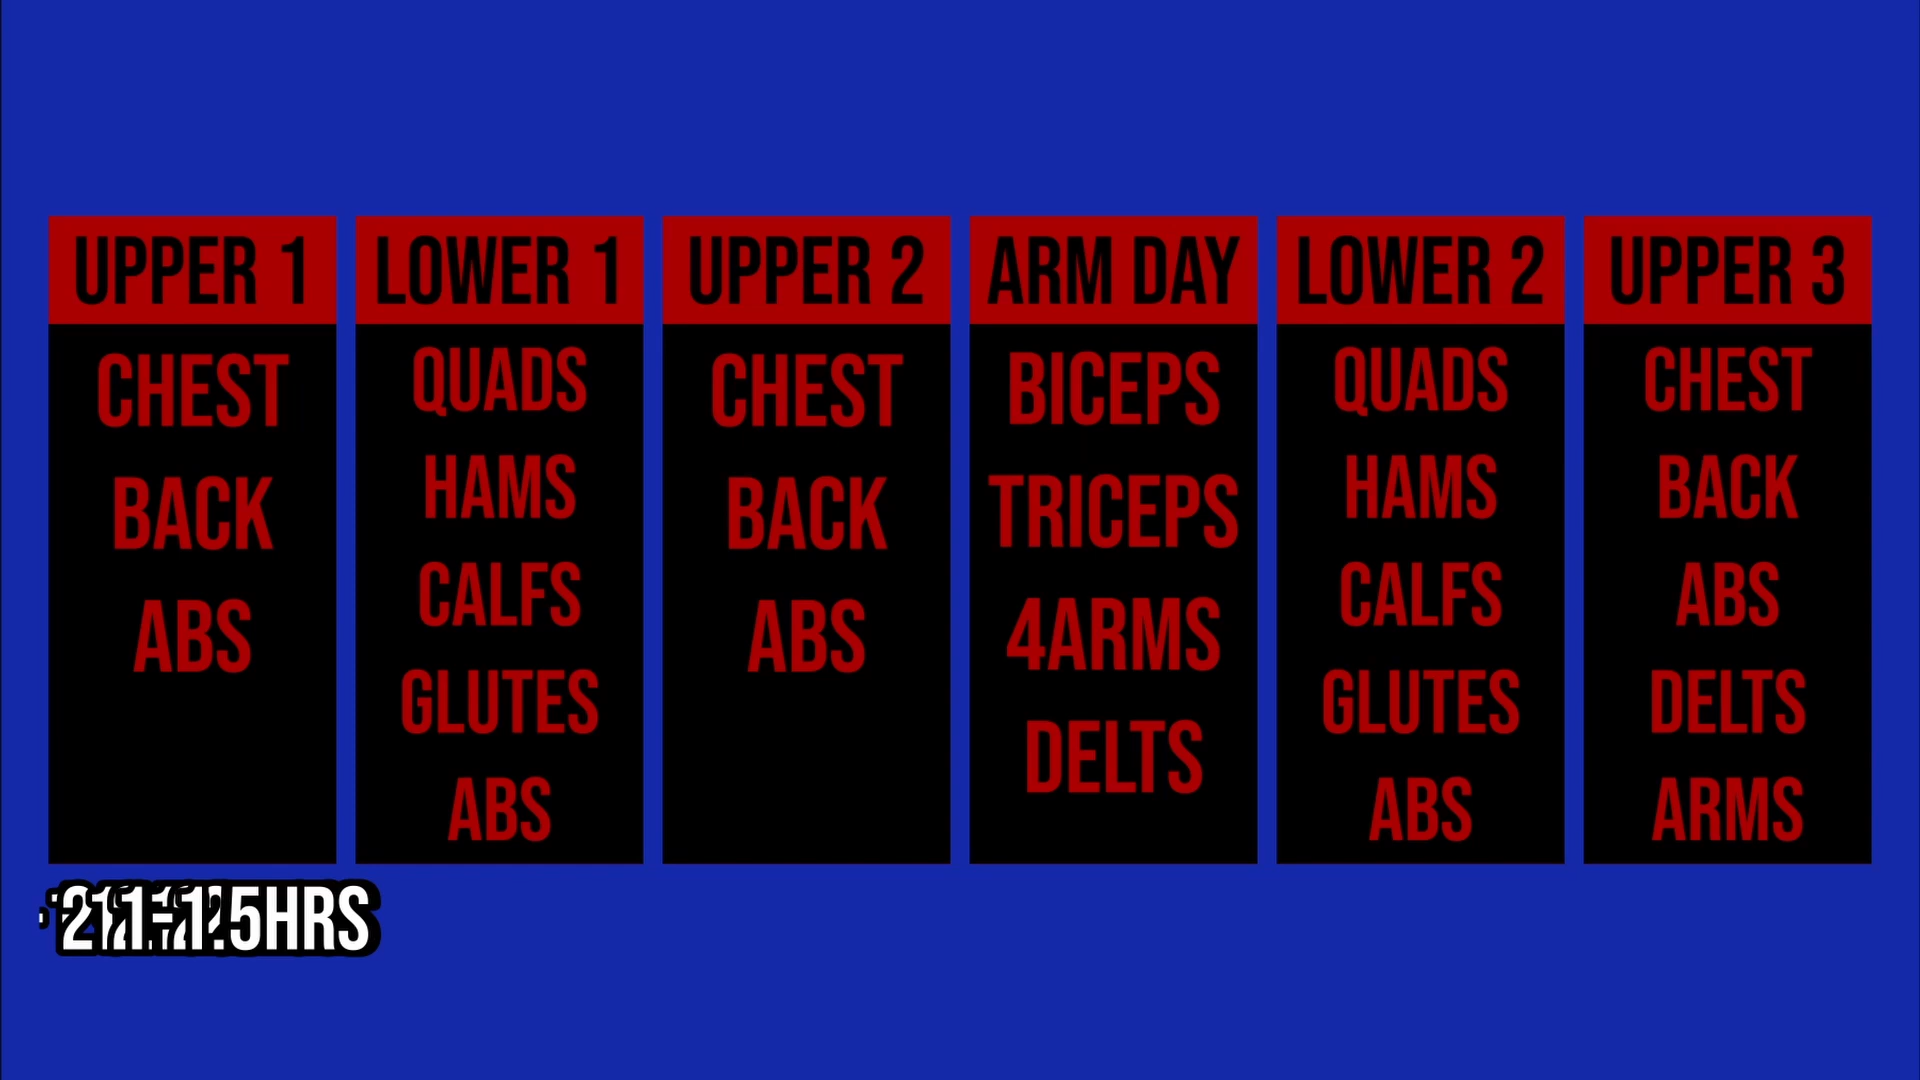 UPPER 1
CHEST
BACK
ABS
LOWER 1
QUADS
HAMS
CALFS
GLUTES
ABS
UPPER 2
CHEST
BACK
ABS
ARM DAY
BICEPS
TRICEPS
4ARMS
DELTS
LOWER 2
QUADS
HAMS
CALFS
GLUTES
ABS
UPPER 3
CHEST
BACK
ABS
DELTS
ARMS